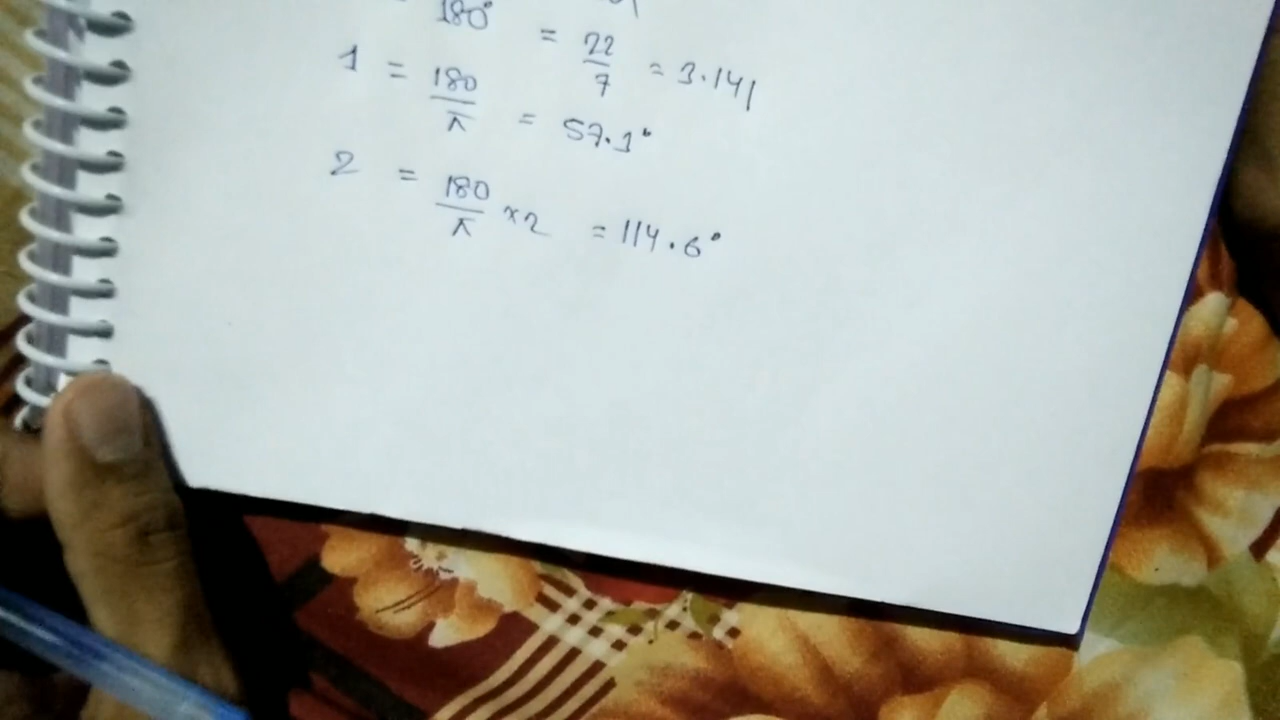 180° = 22/7 = 3.141
1 = 180/π = 57.1°
2 = 180/π ×2 = 114.6°